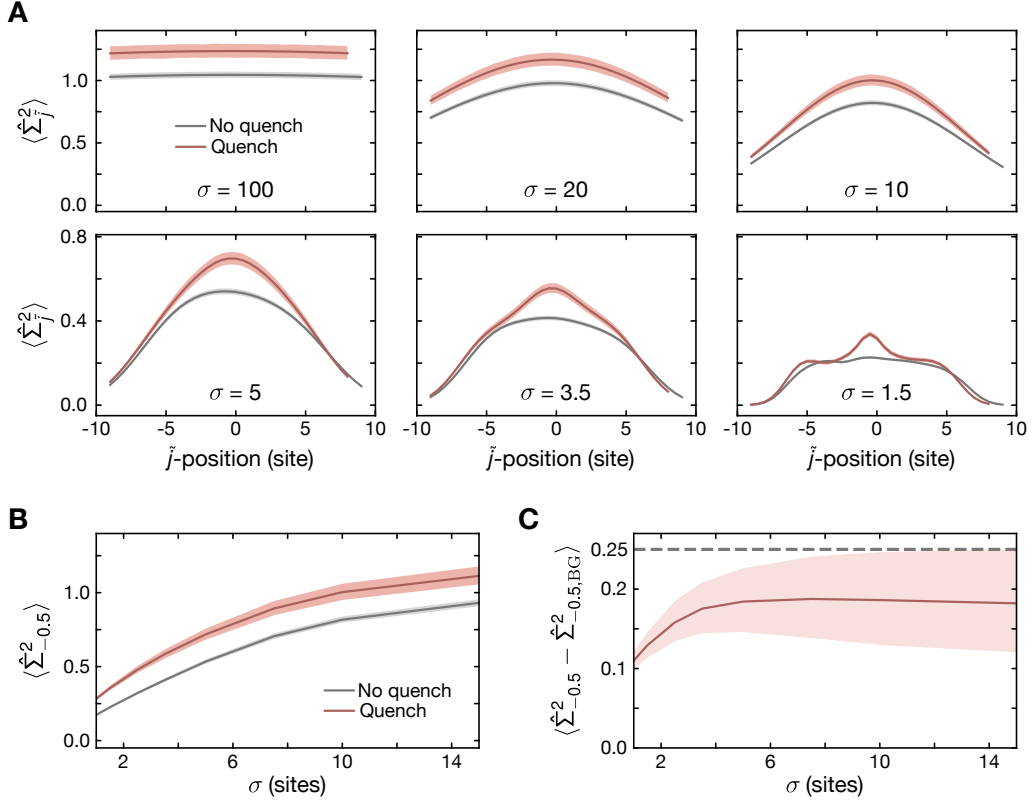 A
⟨Σ̂²_j̃⟩
1.0
0.5
0.0
No quench
Quench
σ = 100
σ = 20
σ = 10
⟨Σ̂²_j̃⟩
0.8
0.4
0.0
σ = 5
σ = 3.5
σ = 1.5
-10 -5 0 5 10 -10 -5 0 5 10 -10 -5 0 5 10
j̃-position (site) j̃-position (site) j̃-position (site)
B
⟨Σ̂²_−0.5⟩
1.0
0.5
0.0
No quench
Quench
2 6 10 14
σ (sites)
C
⟨Σ̂²_−0.5 − Σ̂²_−0.5,BG⟩
0.25
0.2
0.1
0.00
2 6 10 14
σ (sites)